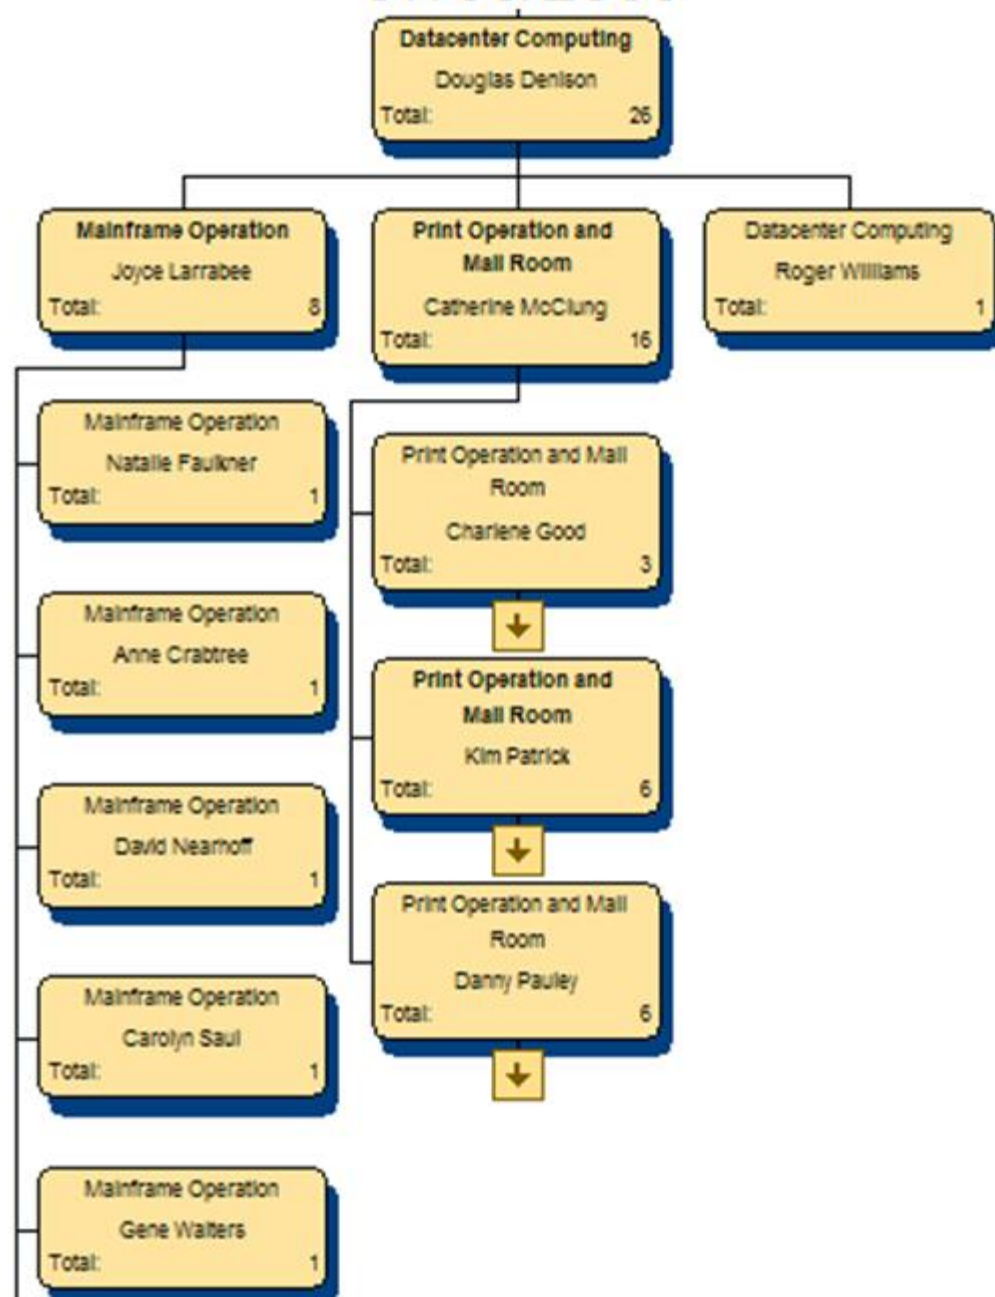 Datacenter Computing
Douglas Denison
Total: 26
Mainframe Operation
Joyce Larrabee
Total: 8
Print Operation and
Mail Room
Catherine McClung
Total: 16
Datacenter Computing
Roger Williams
Total: 1
Mainframe Operation
Natalie Faulkner
Total: 1
Mainframe Operation
Anne Crabtree
Total: 1
Mainframe Operation
David Nearhoff
Total: 1
Mainframe Operation
Carolyn Saul
Total: 1
Mainframe Operation
Gene Walters
Total: 1
Print Operation and Mail
Room
Charlene Good
Total: 3
Print Operation and
Mail Room
Kim Patrick
Total: 6
Print Operation and Mail
Room
Danny Pauley
Total: 6